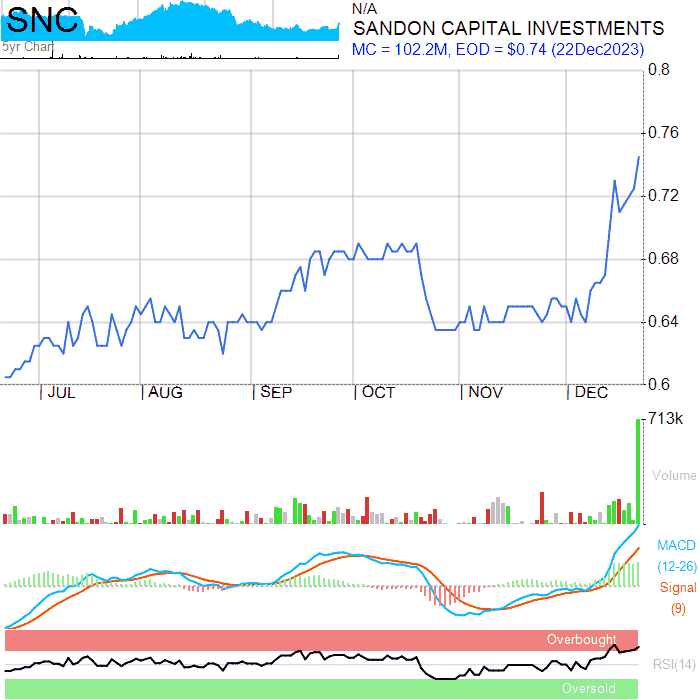 SNC
5yr Chart
N/A
SANDON CAPITAL INVESTMENTS
MC = 102.2M, EOD = $0.74 (22Dec2023)
0.8
0.76
0.72
0.68
0.64
0.6
JUL AUG SEP OCT NOV DEC
713k
Volume
MACD
(12-26)
Signal
(9)
Overbought
RSI(14)
Oversold